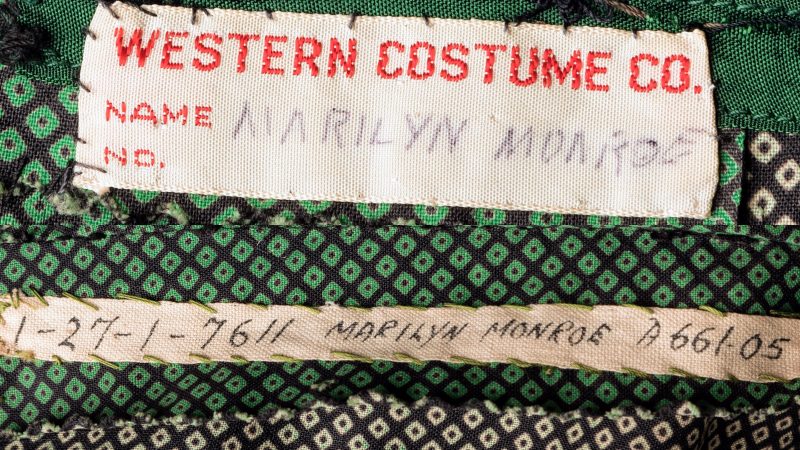 WESTERN COSTUME CO.
NAME MARILYN MONROE
NO.
1-27-1-7611 MARILYN MONROE A661-05